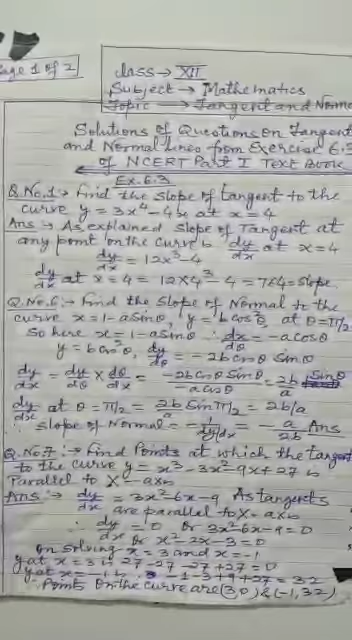 Page 1 of 2
Class → XII
Subject → Mathematics
Topic → Tangent and Normal
Solutions of Questions on Tangent
and Normal lines from Exercise 6.3
of NCERT Part I Text Book
Ex. 6.3
Q.No.1 → Find the slope of tangent to the
curve y = 3x⁴ - 4x at x = 4
Ans → As explained slope of Tangent at
any point on the curve is dy/dx at x = 4
dy/dx = 12x³ - 4
dy/dx at x = 4 = 12×4³ - 4 = 764 = slope
Q.No.6 :→ Find the slope of Normal to the
curve x = 1 - a sinθ, y = b cos²θ at θ = π/2
So here x = 1 - a sinθ ∴ dx/dθ = -a cosθ
y = b cos²θ, dy/dθ = -2b cosθ sinθ
dy/dx = dy/dθ × dθ/dx = -2b cosθ sinθ / -a cosθ = 2b/a sinθ
dy/dx at θ = π/2 = 2b/a sin π/2 = 2b/a
∴ slope of Normal = -1/(dy/dx) = -a/2b Ans
Q.No.7 :→ Find Points at which the tangent
to the curve y = x³ - 3x² - 9x + 27 is
Parallel to X-axis
Ans :→ dy/dx = 3x² - 6x - 9 As tangents
are parallel to X-axis
∴ dy/dx = 0 or 3x² - 6x - 9 = 0
or x² - 2x - 3 = 0
on solving x = 3 and x = -1
y at x = 3 is 27 - 27 - 27 + 27 = 0
y at x = -1 is -1 - 3 + 9 + 27 = 32
∴ Points on the curve are (3,0) & (-1,32)